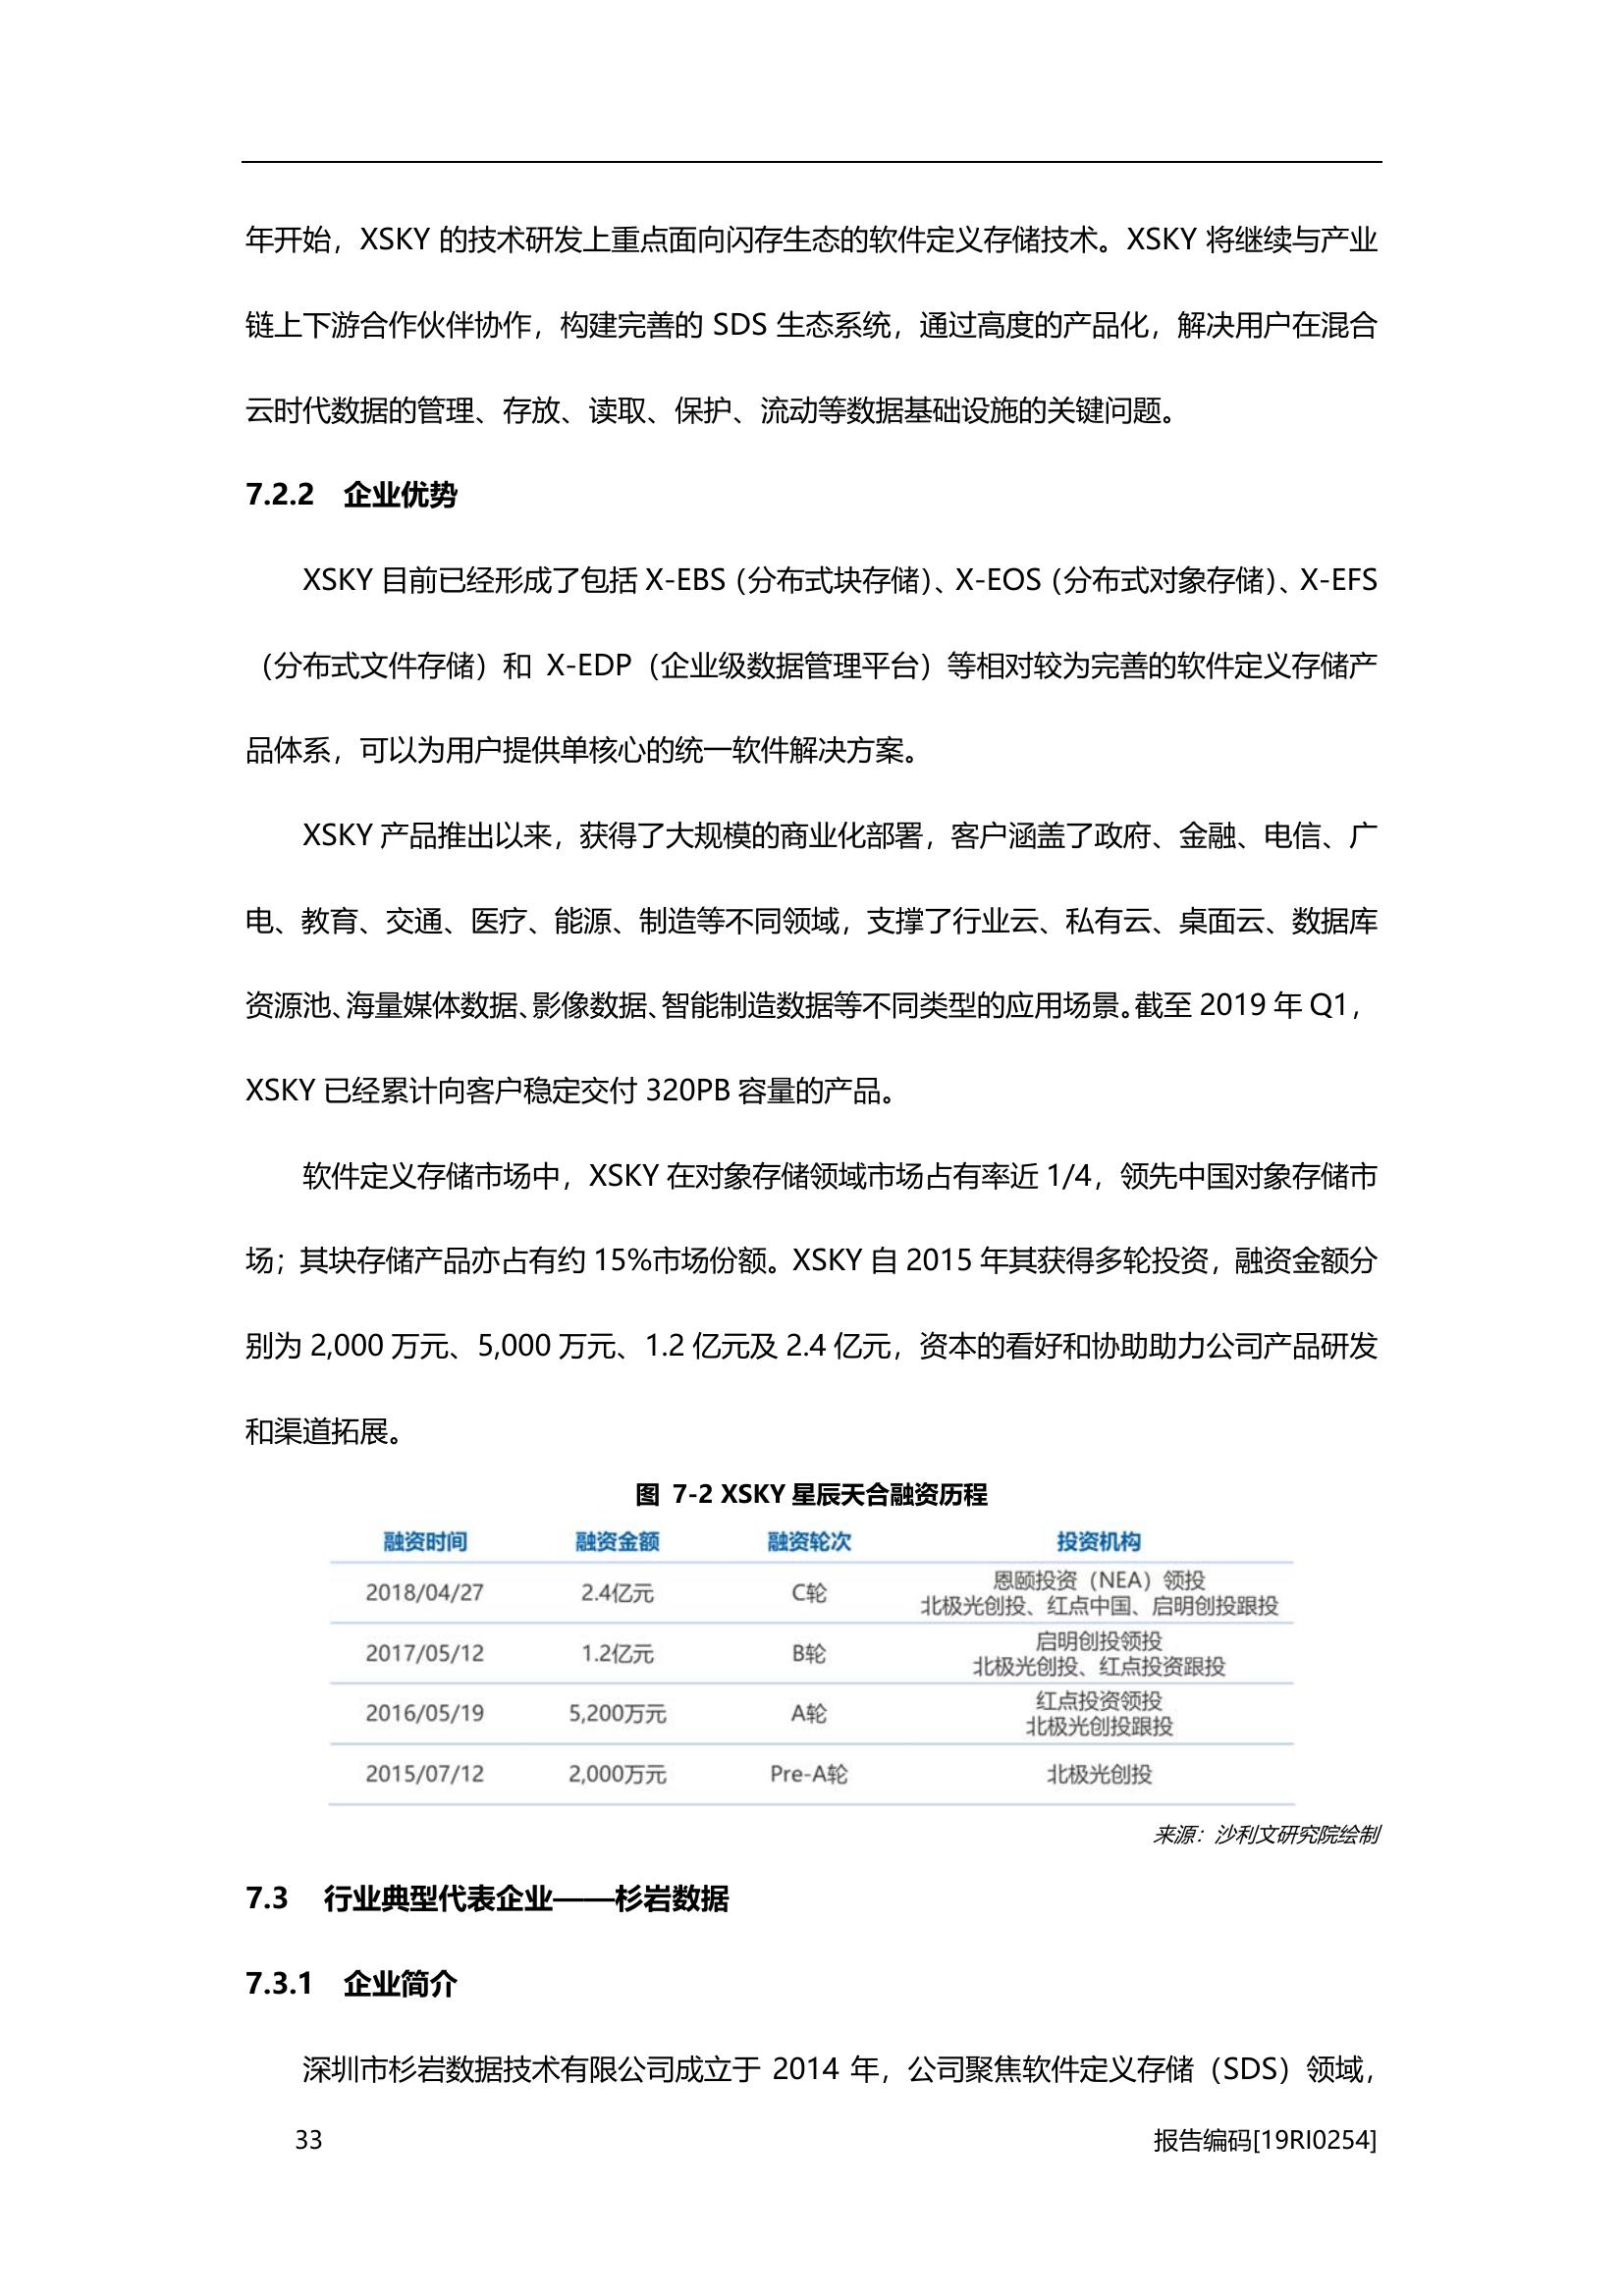 年开始，XSKY 的技术研发上重点面向闪存生态的软件定义存储技术。XSKY 将继续与产业
链上下游合作伙伴协作，构建完善的 SDS 生态系统，通过高度的产品化，解决用户在混合
云时代数据的管理、存放、读取、保护、流动等数据基础设施的关键问题。
7.2.2 企业优势
XSKY 目前已经形成了包括 X-EBS（分布式块存储）、X-EOS（分布式对象存储）、X-EFS
（分布式文件存储）和 X-EDP（企业级数据管理平台）等相对较为完善的软件定义存储产
品体系，可以为用户提供单核心的统一软件解决方案。
XSKY 产品推出以来，获得了大规模的商业化部署，客户涵盖了政府、金融、电信、广
电、教育、交通、医疗、能源、制造等不同领域，支撑了行业云、私有云、桌面云、数据库
资源池、海量媒体数据、影像数据、智能制造数据等不同类型的应用场景。截至 2019 年 Q1，
XSKY 已经累计向客户稳定交付 320PB 容量的产品。
软件定义存储市场中，XSKY 在对象存储领域市场占有率近 1/4，领先中国对象存储市
场；其块存储产品亦占有约 15%市场份额。XSKY 自 2015 年其获得多轮投资，融资金额分
别为 2,000 万元、5,000 万元、1.2 亿元及 2.4 亿元，资本的看好和协助助力公司产品研发
和渠道拓展。
图 7-2 XSKY 星辰天合融资历程
融资时间 融资金额 融资轮次 投资机构
2018/04/27 2.4亿元 C轮 恩颐投资（NEA）领投
北极光创投、红点中国、启明创投跟投
2017/05/12 1.2亿元 B轮 启明创投领投
北极光创投、红点投资跟投
2016/05/19 5,200万元 A轮 红点投资领投
北极光创投跟投
2015/07/12 2,000万元 Pre-A轮 北极光创投
来源：沙利文研究院绘制
7.3 行业典型代表企业——杉岩数据
7.3.1 企业简介
深圳市杉岩数据技术有限公司成立于 2014 年，公司聚焦软件定义存储（SDS）领域，
33 报告编码[19RI0254]